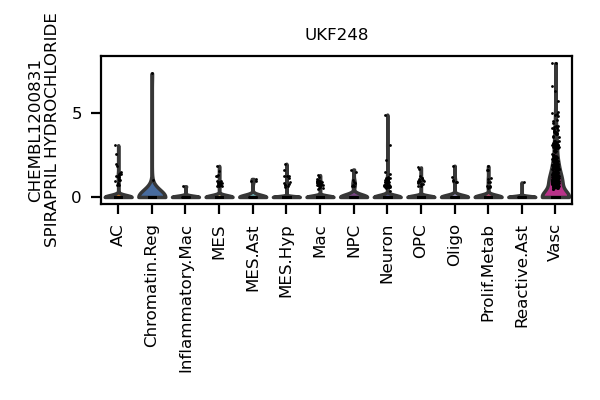 UKF248
CHEMBL1200831
SPIRAPRIL HYDROCHLORIDE
5
0
AC
Chromatin.Reg
Inflammatory.Mac
MES
MES.Ast
MES.Hyp
Mac
NPC
Neuron
OPC
Oligo
Prolif.Metab
Reactive.Ast
Vasc